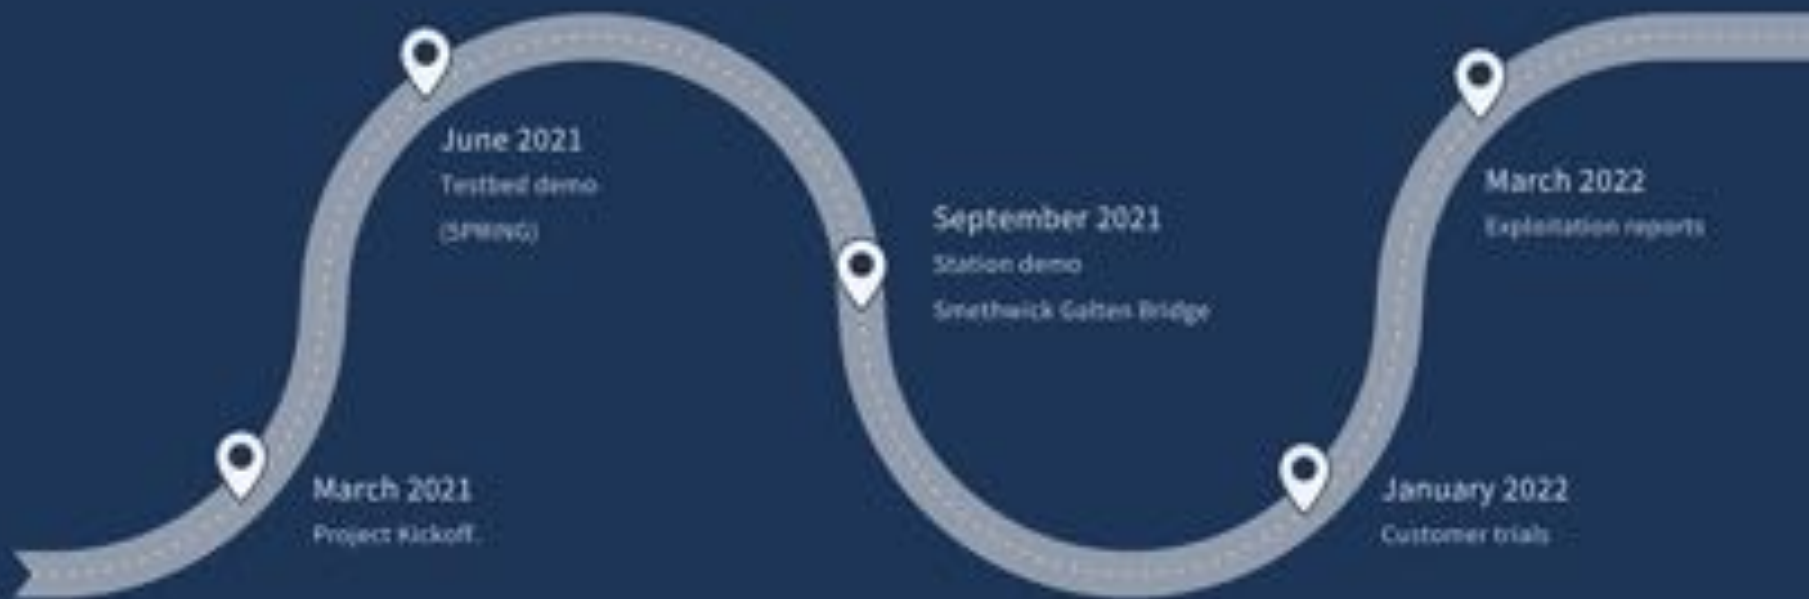 March 2021
Project Kickoff.
June 2021
Testbed demo
(SPRING)
September 2021
Station demo
Smethwick Galten Bridge
January 2022
Customer trials
March 2022
Exploitation reports